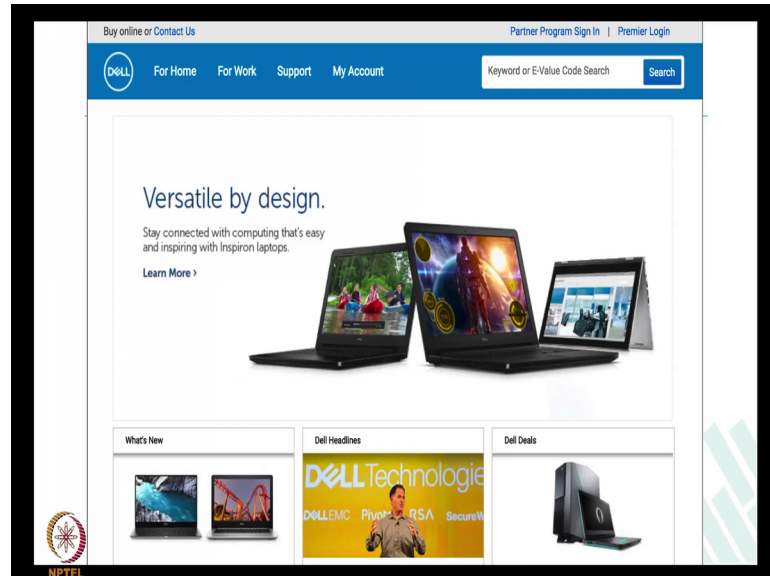 Buy online or Contact Us
Partner Program Sign In | Premier Login
DELL
For Home
For Work
Support
My Account
Keyword or E-Value Code Search
Search
Versatile by design.
Stay connected with computing that's easy
and inspiring with Inspiron laptops.
Learn More >
What's New
Dell Headlines
Dell Deals
DELL Technologie
DELLEMC Pivot RSA SecureW
NPTEL